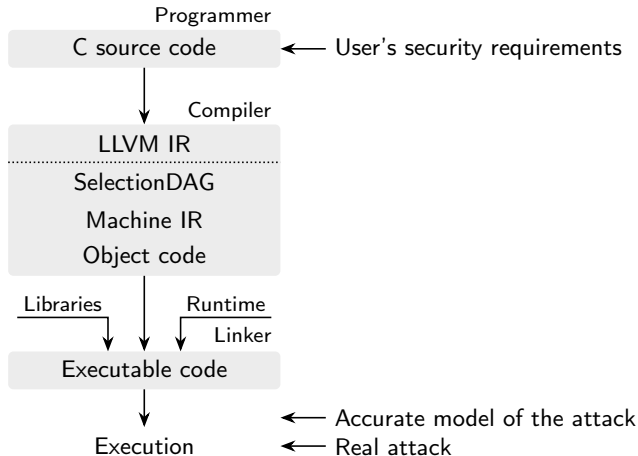 Programmer
C source code
User's security requirements
Compiler
LLVM IR
SelectionDAG
Machine IR
Object code
Libraries
Runtime
Linker
Executable code
Accurate model of the attack
Execution
Real attack